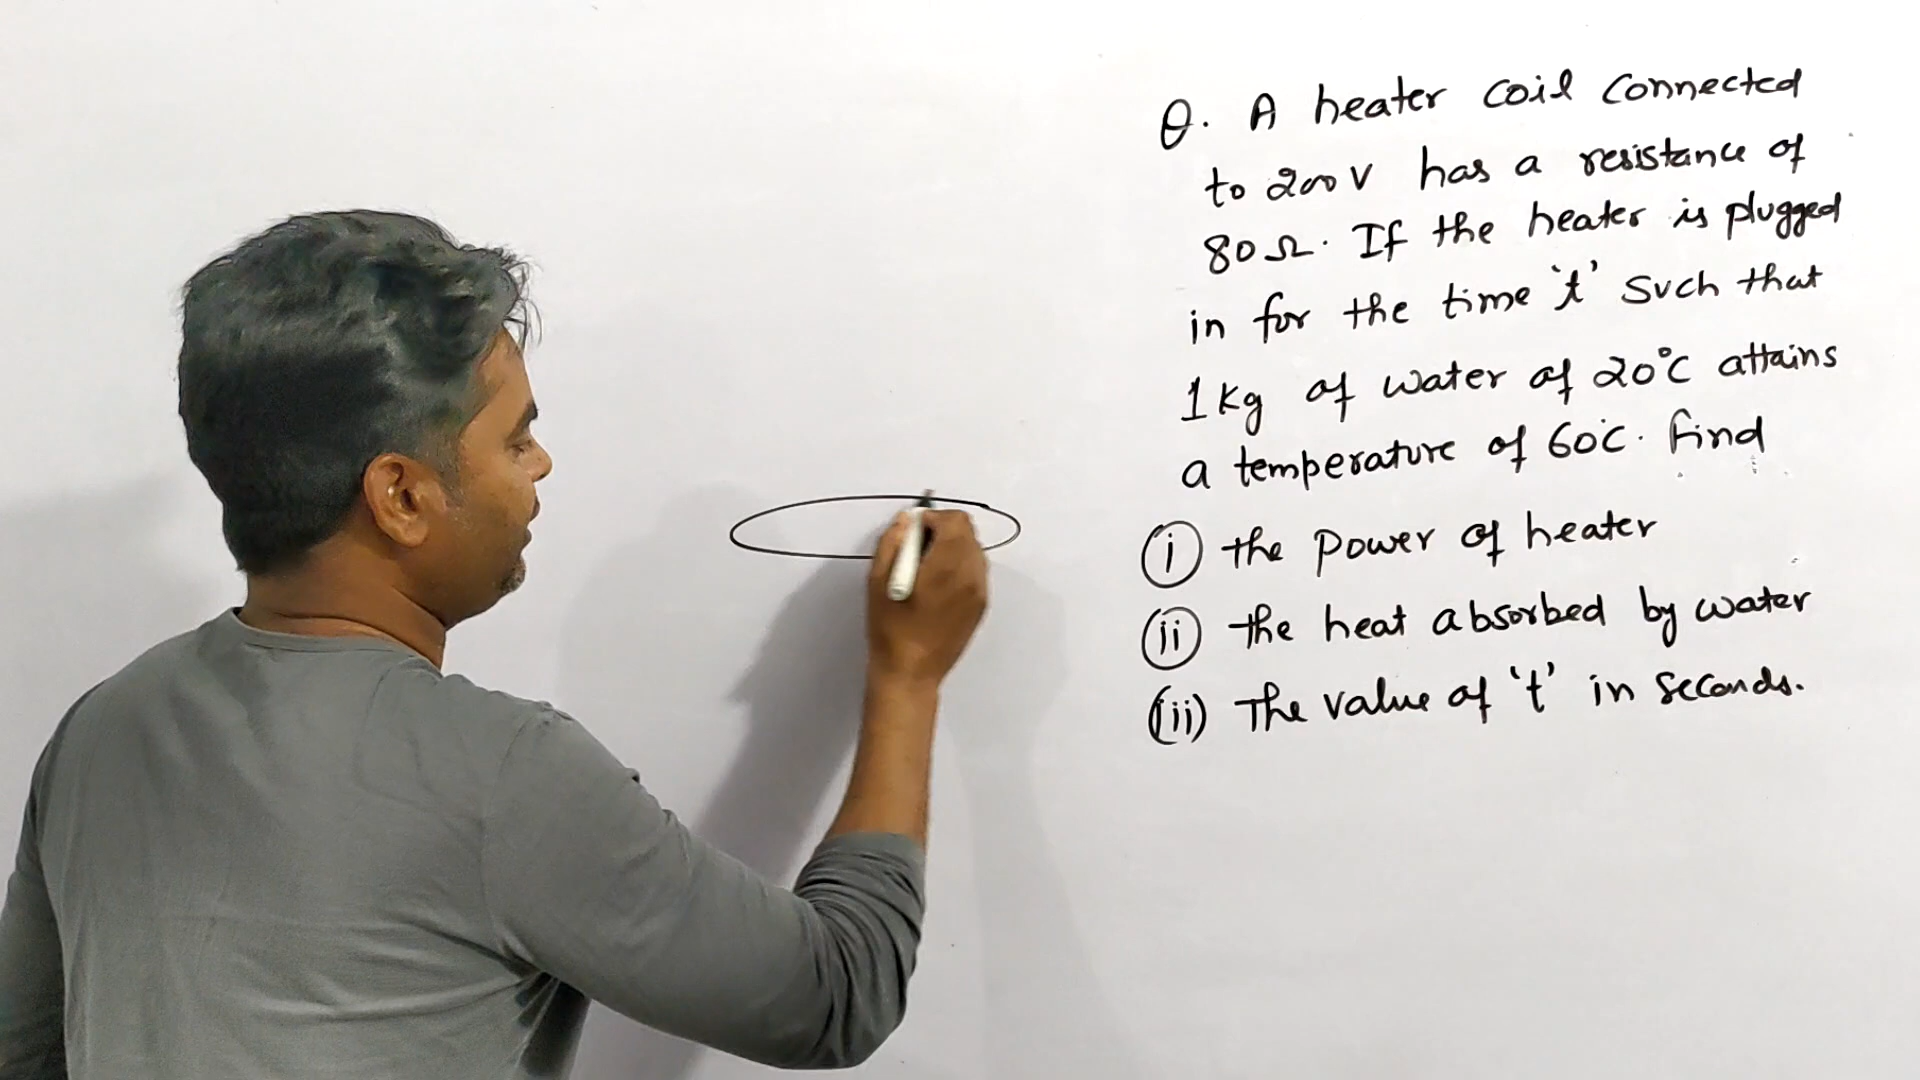 Q. A heater coil connected
to 200V has a resistance of
80Ω. If the heater is plugged
in for the time 't' such that
1kg of water of 20°C attains
a temperature of 60°C. Find
(i) the power of heater
(ii) the heat absorbed by water
(iii) The value of 't' in seconds.